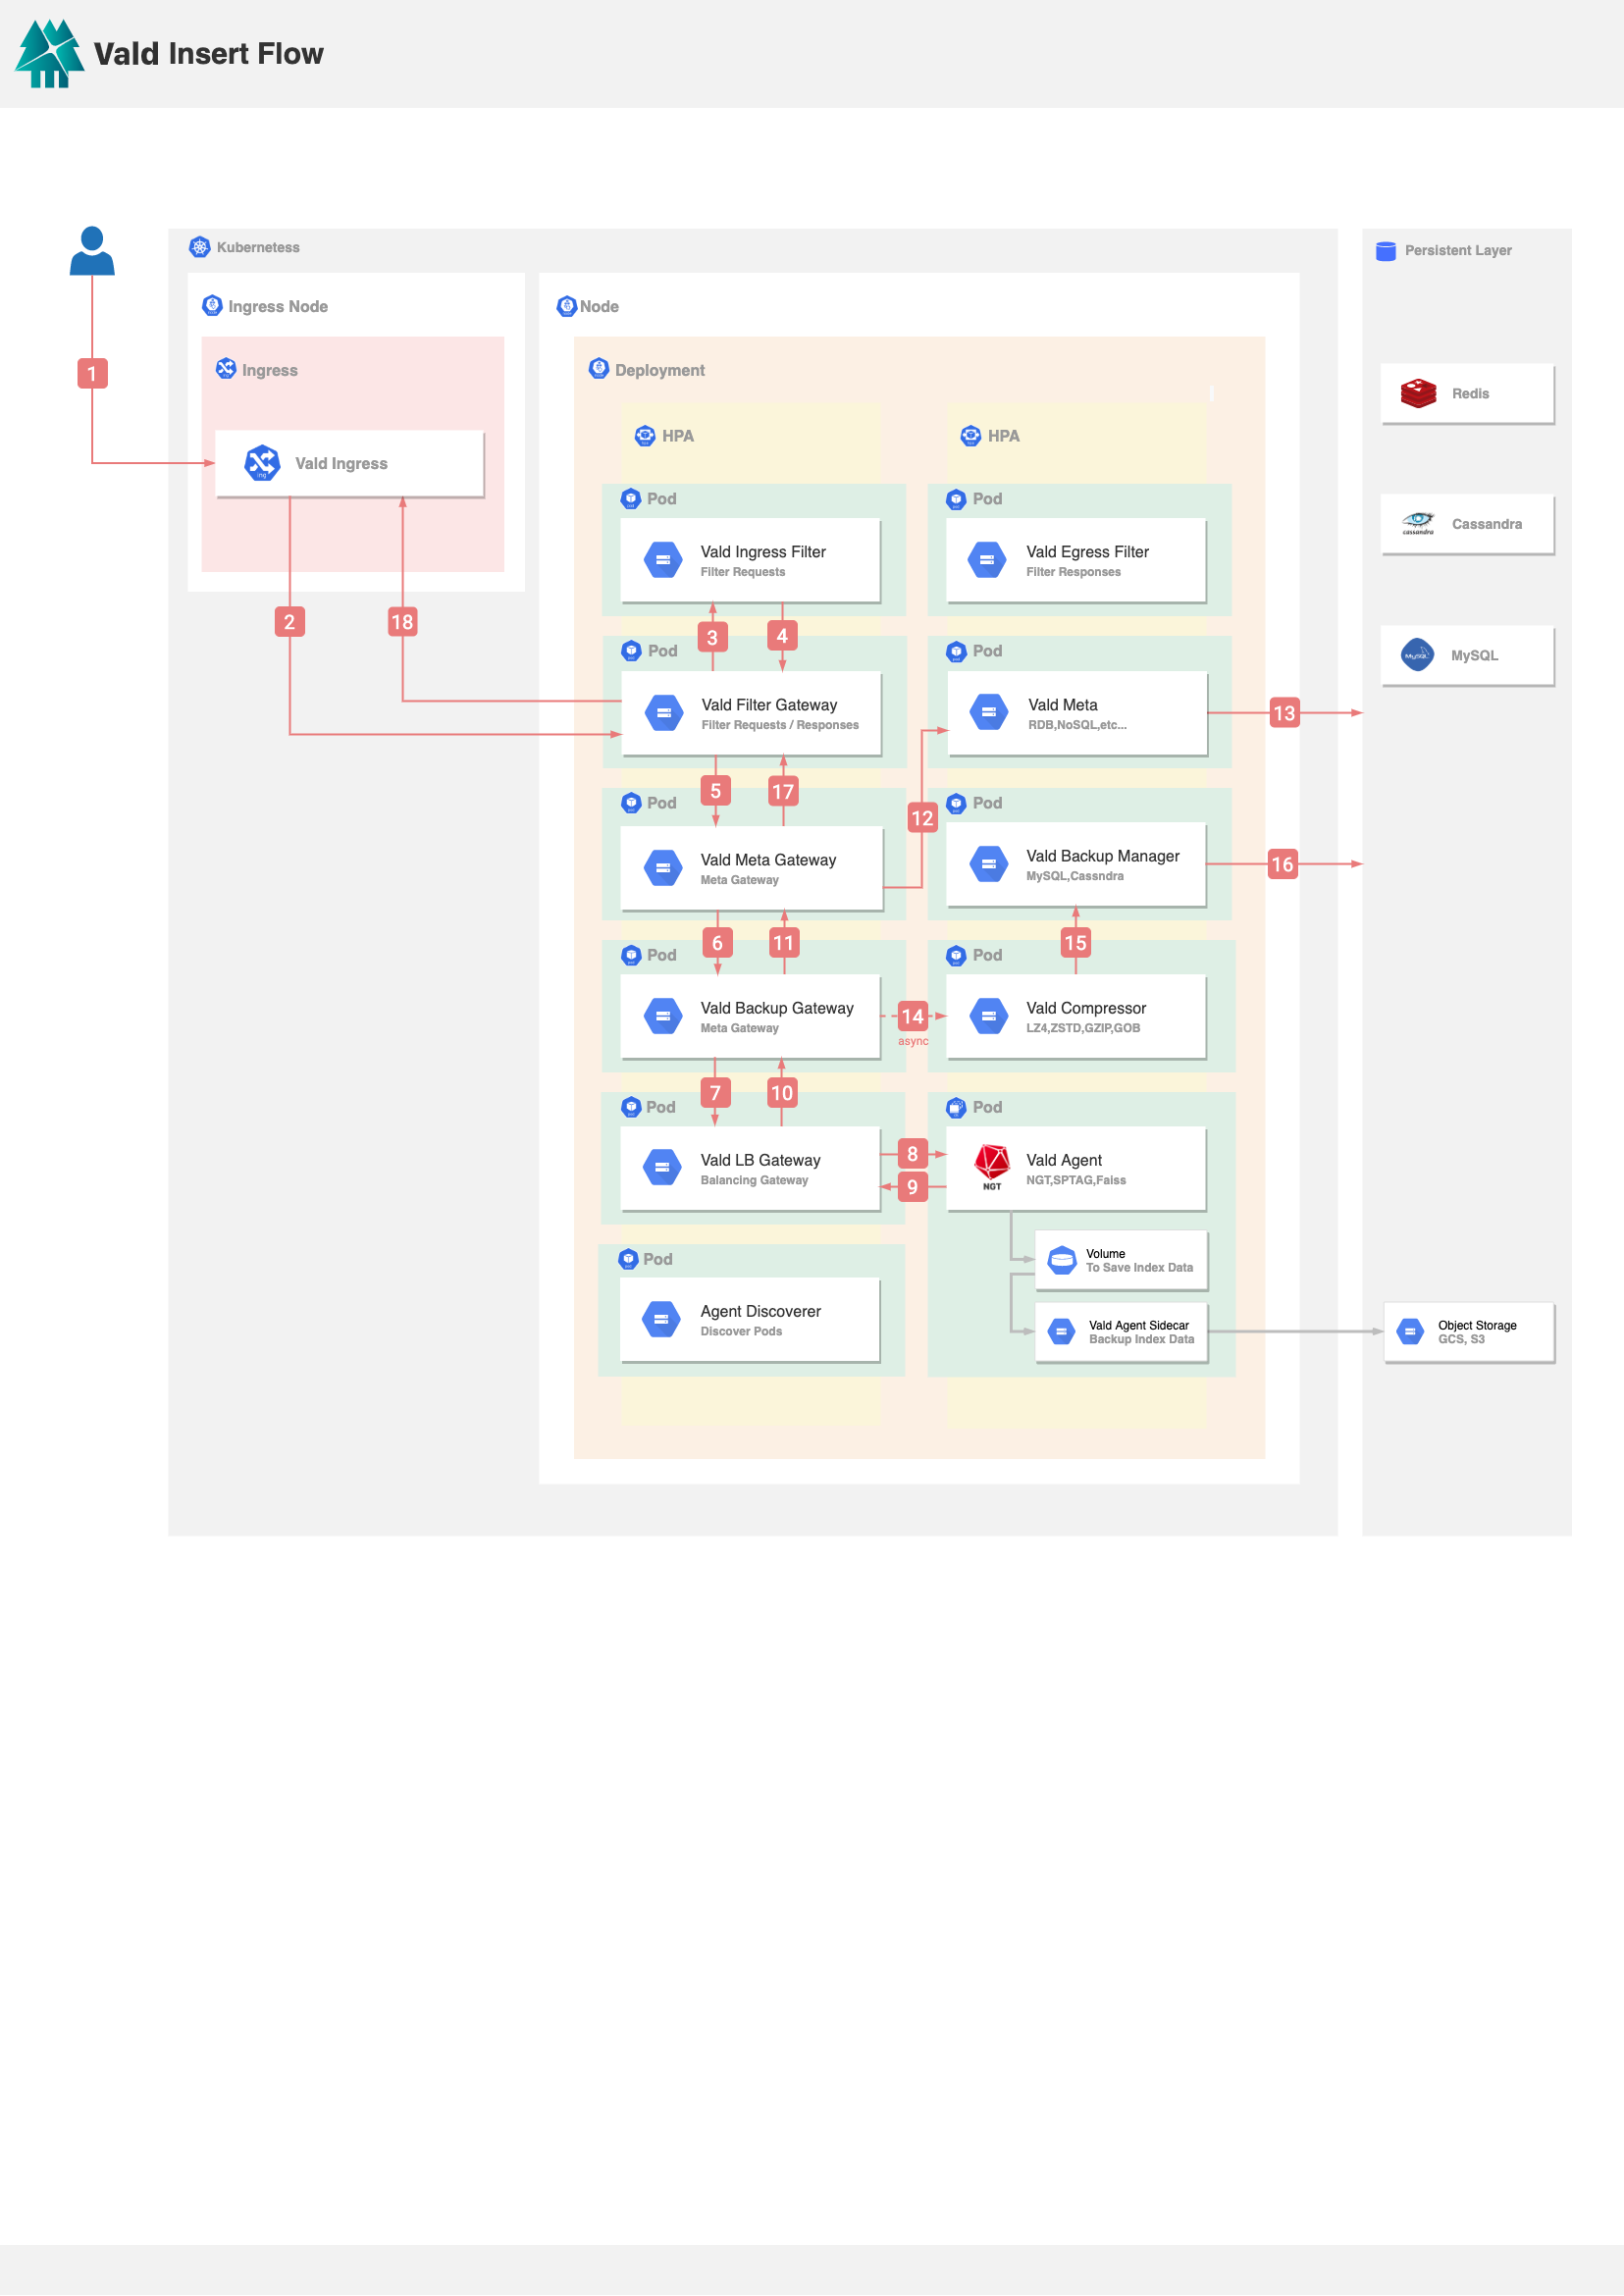 Vald Insert Flow
Kubernetess
Persistent Layer
Ingress Node
Node
Ingress
Deployment
1
Redis
HPA
HPA
Vald Ingress
ing
Pod
Pod
Cassandra
cassandra
Vald Ingress Filter
Filter Requests
Vald Egress Filter
Filter Responses
2
18
3
4
Pod
Pod
MySQL
MySQL
Vald Filter Gateway
Filter Requests / Responses
Vald Meta
RDB,NoSQL,etc...
13
5
17
12
Pod
Pod
Vald Meta Gateway
Meta Gateway
Vald Backup Manager
MySQL,Cassndra
16
6
11
15
Pod
Pod
Vald Backup Gateway
Meta Gateway
14
async
Vald Compressor
LZ4,ZSTD,GZIP,GOB
7
10
Pod
Pod
Vald LB Gateway
Balancing Gateway
8
9
NGT
Vald Agent
NGT,SPTAG,Faiss
Pod
Volume
To Save Index Data
Agent Discoverer
Discover Pods
Vald Agent Sidecar
Backup Index Data
Object Storage
GCS, S3